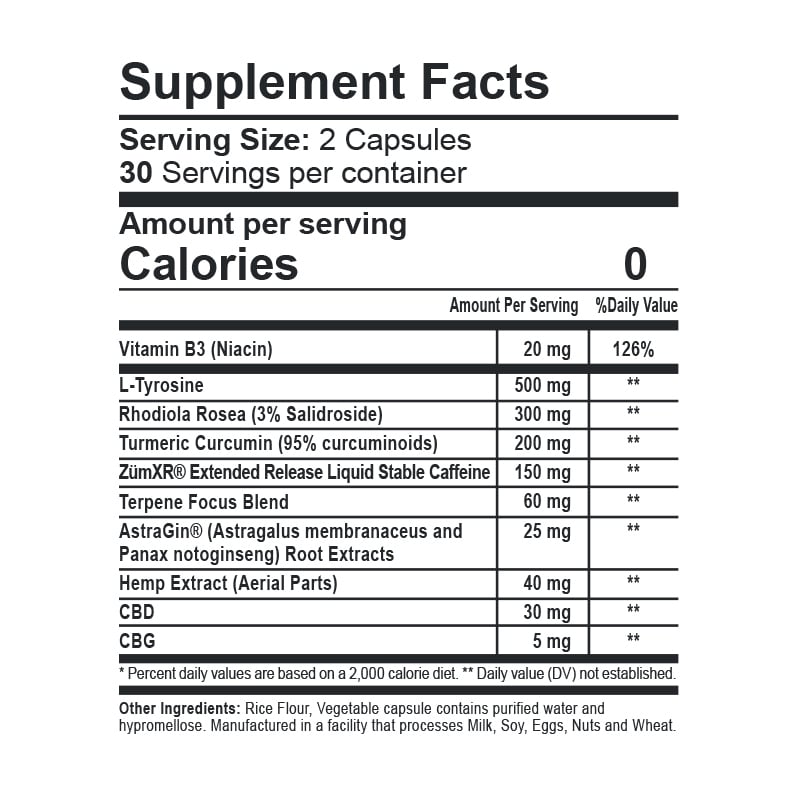 Supplement Facts
Serving Size: 2 Capsules
30 Servings per container
Amount per serving
Calories 0
Amount Per Serving %Daily Value
Vitamin B3 (Niacin) 20 mg 126%
L-Tyrosine 500 mg **
Rhodiola Rosea (3% Salidroside) 300 mg **
Turmeric Curcumin (95% curcuminoids) 200 mg **
ZümXR® Extended Release Liquid Stable Caffeine 150 mg **
Terpene Focus Blend 60 mg **
AstraGin® (Astragalus membranaceus and 25 mg **
Panax notoginseng) Root Extracts
Hemp Extract (Aerial Parts) 40 mg **
CBD 30 mg **
CBG 5 mg **
* Percent daily values are based on a 2,000 calorie diet. ** Daily value (DV) not established.
Other Ingredients: Rice Flour, Vegetable capsule contains purified water and
hypromellose. Manufactured in a facility that processes Milk, Soy, Eggs, Nuts and Wheat.